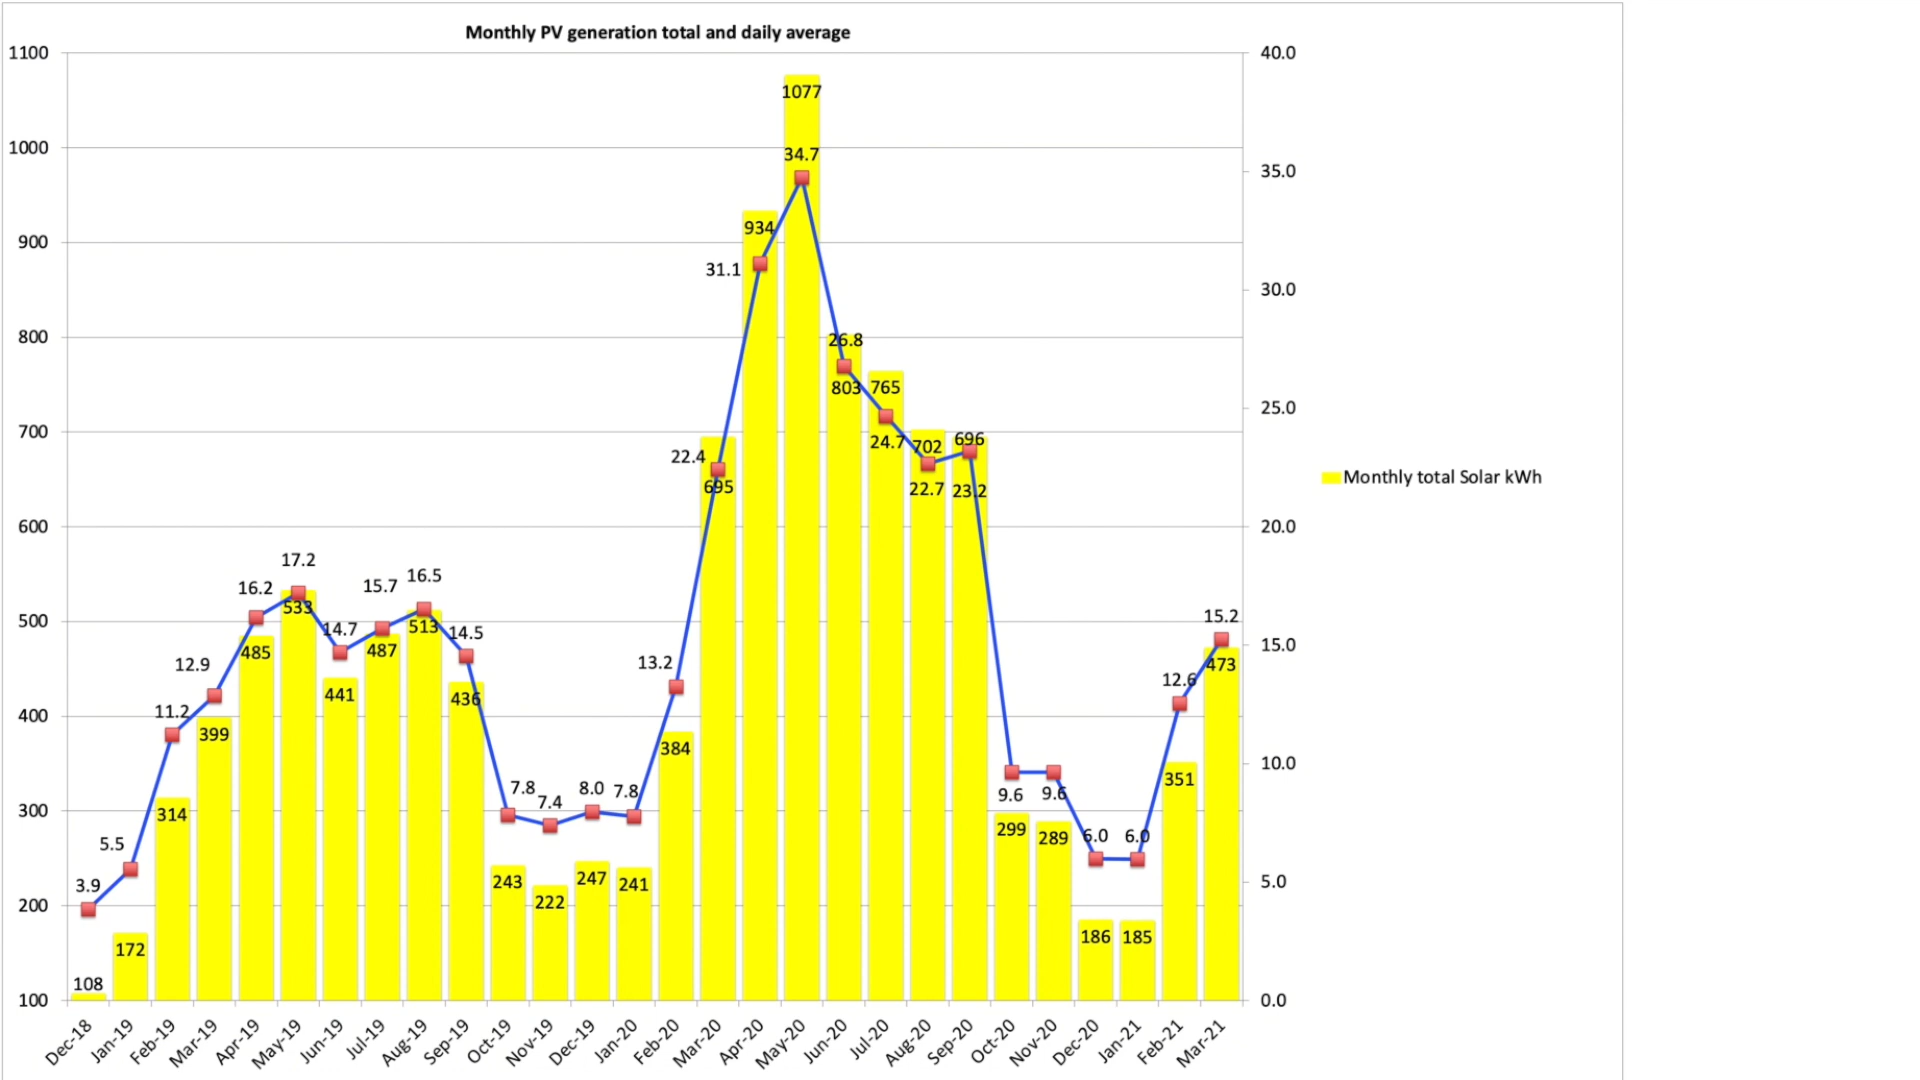 Monthly PV generation total and daily average
1100
1000
900
800
700
600
500
400
300
200
100
40.0
35.0
30.0
25.0
20.0
15.0
10.0
5.0
0.0
3.9
5.5
11.2
12.9
16.2
17.2
14.7
15.7
16.5
14.5
7.8
7.4
8.0
7.8
13.2
22.4
31.1
34.7
26.8
24.7
22.7
23.2
9.6
9.6
6.0
6.0
12.6
15.2
108
172
314
399
485
533
441
487
513
436
243
222
247
241
384
695
934
1077
803
765
702
696
299
289
186
185
351
473
Dec-18
Jan-19
Feb-19
Mar-19
Apr-19
May-19
Jun-19
Jul-19
Aug-19
Sep-19
Oct-19
Nov-19
Dec-19
Jan-20
Feb-20
Mar-20
Apr-20
May-20
Jun-20
Jul-20
Aug-20
Sep-20
Oct-20
Nov-20
Dec-20
Jan-21
Feb-21
Mar-21
Monthly total Solar kWh